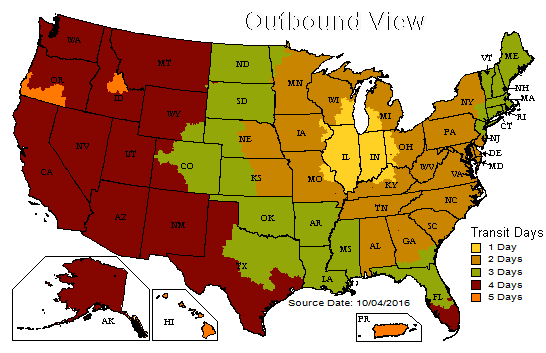 Outbound View
WA
MT
ND
MN
VT
ME
OR
ID
SD
WI
MI
NY
NH
MA
WY
RI
CT
IA
NE
PA
NJ
NV
UT
CO
IL
IN
OH
DE
MD
CA
KS
MO
KY
WV
VA
AZ
NM
OK
AR
TN
NC
SC
MS
AL
GA
TX
LA
FL
Transit Days
1 Day
2 Days
3 Days
4 Days
5 Days
Source Date: 10/04/2016
AK
HI
PR